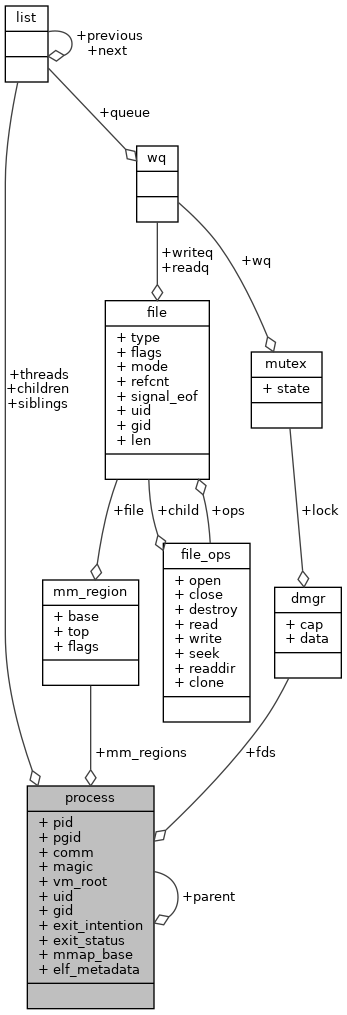 list
+previous
+next
+queue
wq
+writeq
+readq
+wq
file
+ type
+ flags
+ mode
+ refcnt
+ signal_eof
+ uid
+ gid
+ len
mutex
+ state
+threads
+children
+siblings
+file
+child
+ops
+lock
file_ops
+ open
+ close
+ destroy
+ read
+ write
+ seek
+ readdir
+ clone
mm_region
+ base
+ top
+ flags
dmgr
+ cap
+ data
+mm_regions
+fds
process
+ pid
+ pgid
+ comm
+ magic
+ vm_root
+ uid
+ gid
+ exit_intention
+ exit_status
+ mmap_base
+ elf_metadata
+parent